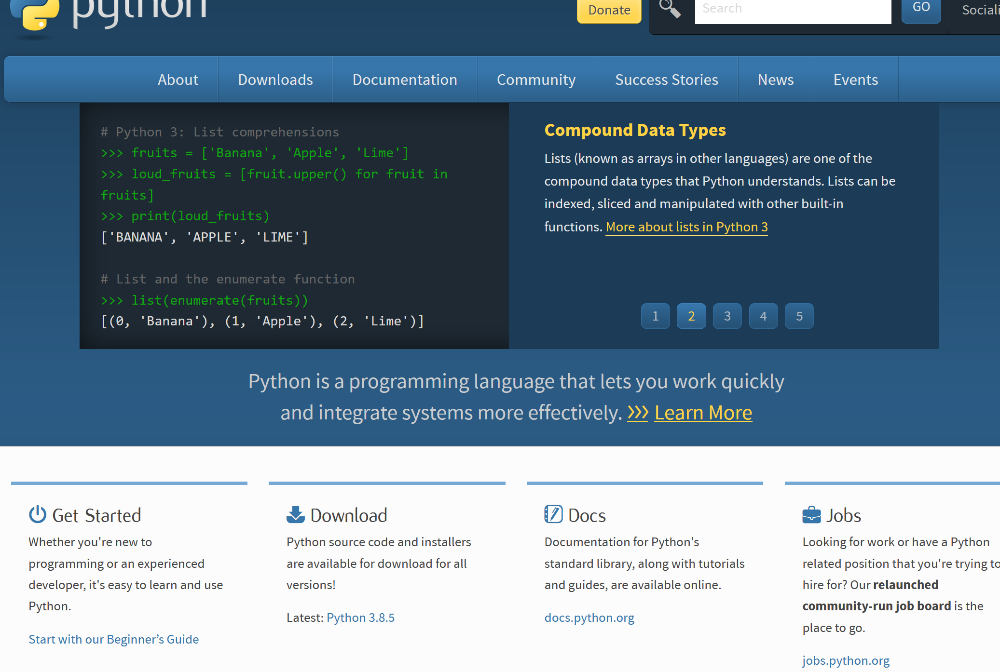 python
Donate
Search
GO
About Downloads Documentation Community Success Stories News Events
# Python 3: List comprehensions
>>> fruits = ['Banana', 'Apple', 'Lime']
>>> loud_fruits = [fruit.upper() for fruit in
fruits]
>>> print(loud_fruits)
['BANANA', 'APPLE', 'LIME']
# List and the enumerate function
>>> list(enumerate(fruits))
[(0, 'Banana'), (1, 'Apple'), (2, 'Lime')]
Compound Data Types
Lists (known as arrays in other languages) are one of the
compound data types that Python understands. Lists can be
indexed, sliced and manipulated with other built-in
functions. More about lists in Python 3
1 2 3 4 5
Python is a programming language that lets you work quickly
and integrate systems more effectively. >>> Learn More
Get Started
Whether you're new to
programming or an experienced
developer, it's easy to learn and use
Python.
Start with our Beginner’s Guide
Download
Python source code and installers
are available for download for all
versions!
Latest: Python 3.8.5
Docs
Documentation for Python's
standard library, along with tutorials
and guides, are available online.
docs.python.org
Jobs
Looking for work or have a Python
related position that you're trying to
hire for? Our relaunched
community-run job board is the
place to go.
jobs.python.org